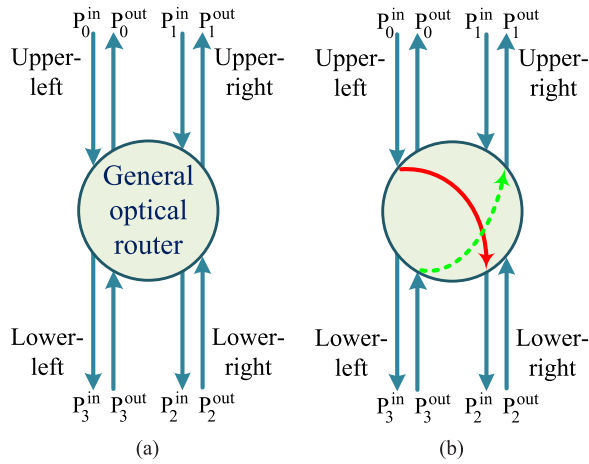 P₀ⁱⁿ P₀ᵒᵘᵗ P₁ⁱⁿ P₁ᵒᵘᵗ
Upper-left
Upper-right
General
optical
router
Lower-left
Lower-right
P₃ⁱⁿ P₃ᵒᵘᵗ P₂ⁱⁿ P₂ᵒᵘᵗ
(a)
P₀ⁱⁿ P₀ᵒᵘᵗ P₁ⁱⁿ P₁ᵒᵘᵗ
Upper-left
Upper-right
Lower-left
Lower-right
P₃ⁱⁿ P₃ᵒᵘᵗ P₂ⁱⁿ P₂ᵒᵘᵗ
(b)